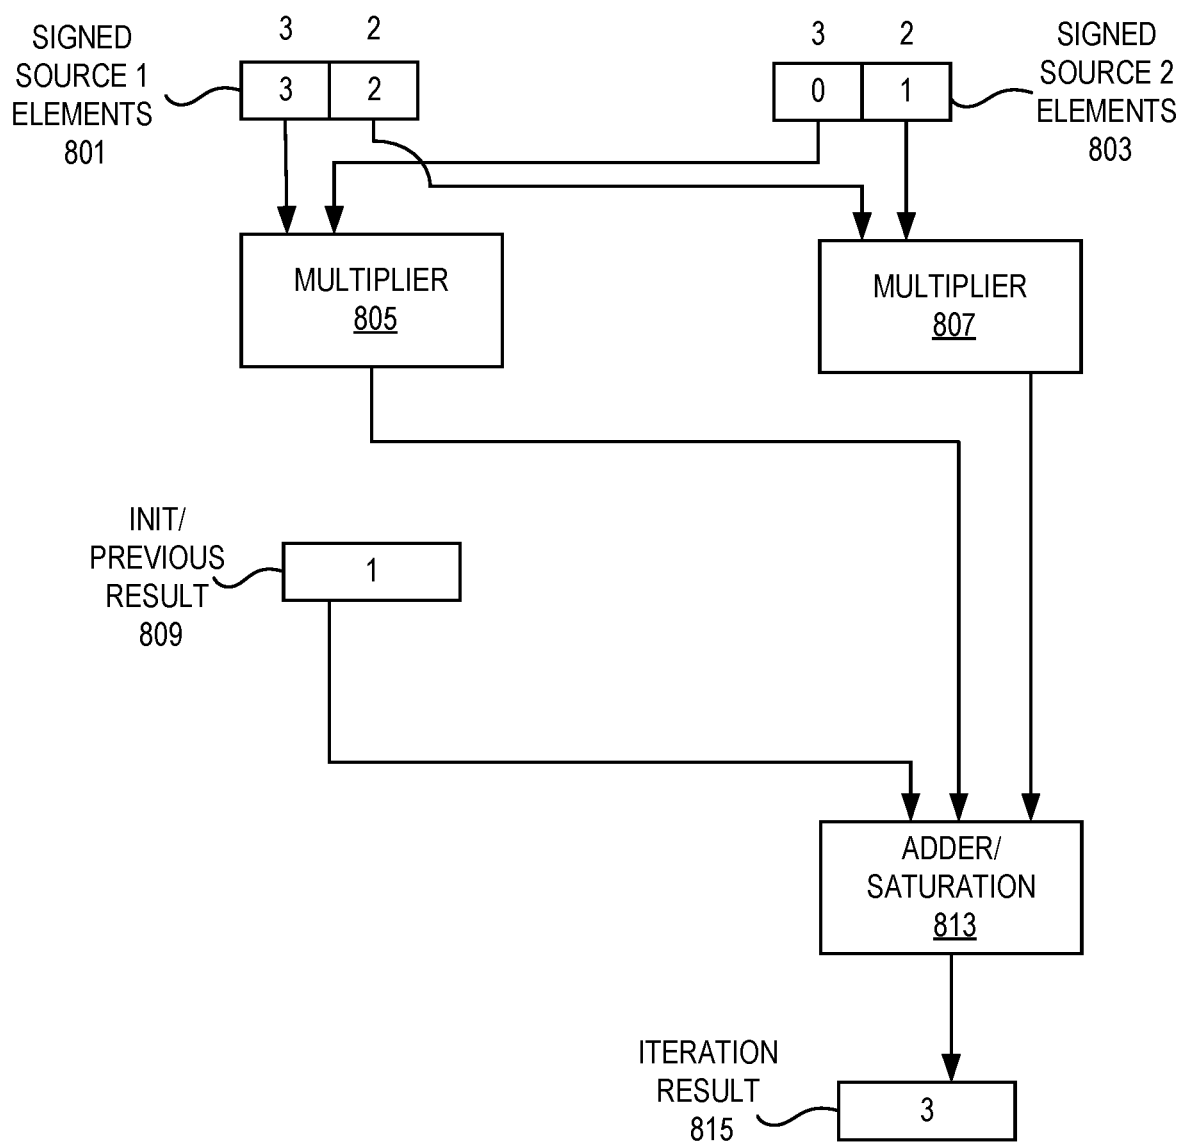 SIGNED
SOURCE 1
ELEMENTS
801
3 2
3 2
3 2
0 1
SIGNED
SOURCE 2
ELEMENTS
803
MULTIPLIER
805
MULTIPLIER
807
INIT/
PREVIOUS
RESULT
809
1
ADDER/
SATURATION
813
ITERATION
RESULT
815
3